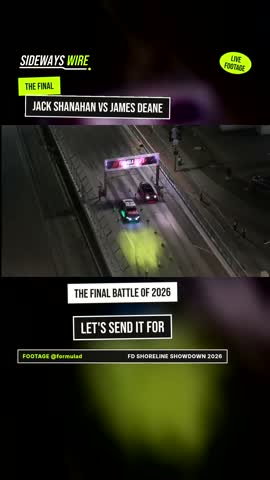 SIDEWAYS WIRE.
LIVE
FOOTAGE
THE FINAL
JACK SHANAHAN VS JAMES DEANE
THE FINAL BATTLE OF 2026
LET'S SEND IT FOR
FOOTAGE @formulad
FD SHORELINE SHOWDOWN 2026